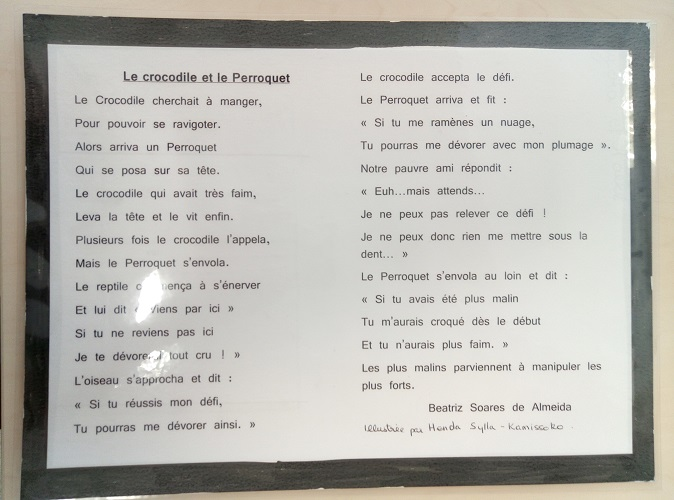 Le crocodile et le Perroquet
Le Crocodile cherchait à manger,
Pour pouvoir se ravigoter.
Alors arriva un Perroquet
Qui se posa sur sa tête.
Le crocodile qui avait très faim,
Leva la tête et le vit enfin.
Plusieurs fois le crocodile l'appela,
Mais le Perroquet s'envola.
Le reptile commença à s'énerver
Et lui dit « Viens par ici »
Si tu ne reviens pas ici
Je te dévorerai tout cru ! »
L'oiseau s'approcha et dit :
« Si tu réussis mon défi,
Tu pourras me dévorer ainsi. »
Le crocodile accepta le défi.
Le Perroquet arriva et fit :
« Si tu me ramènes un nuage,
Tu pourras me dévorer avec mon plumage ».
Notre pauvre ami répondit :
« Euh…mais attends…
Je ne peux pas relever ce défi !
Je ne peux donc rien me mettre sous la
dent… »
Le Perroquet s'envola au loin et dit :
« Si tu avais été plus malin
Tu m'aurais croqué dès le début
Et tu n'aurais plus faim. »
Les plus malins parviennent à manipuler les
plus forts.
Beatriz Soares de Almeida
illustrée par Henda Sylla - Kamissoko .